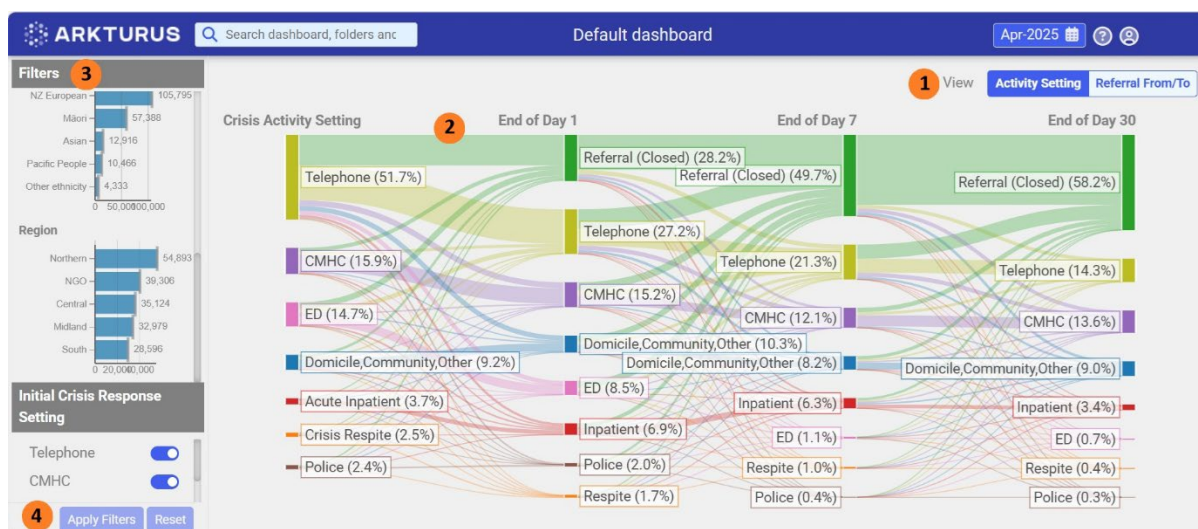 ARKTURUS
Search dashboard, folders and
Default dashboard
Apr-2025
?
Filters
3
1
View
Activity Setting
Referral From/To
NZ European
105,795
Māori
57,388
Asian
12,916
Pacific People
10,466
Other ethnicity
4,333
0
50,000
100,000
Region
Northern
54,893
NGO
39,306
Central
35,124
Midland
32,979
South
28,596
0
20,000
40,000
Initial Crisis Response
Setting
Telephone
CMHC
4
Apply Filters
Reset
Crisis Activity Setting
2
End of Day 1
End of Day 7
End of Day 30
Telephone (51.7%)
CMHC (15.9%)
ED (14.7%)
Domicile,Community,Other (9.2%)
Acute Inpatient (3.7%)
Crisis Respite (2.5%)
Police (2.4%)
Referral (Closed) (28.2%)
Telephone (27.2%)
CMHC (15.2%)
Domicile,Community,Other (10.3%)
ED (8.5%)
Inpatient (6.9%)
Police (2.0%)
Respite (1.7%)
Referral (Closed) (49.7%)
Telephone (21.3%)
CMHC (12.1%)
Domicile,Community,Other (8.2%)
Inpatient (6.3%)
ED (1.1%)
Respite (1.0%)
Police (0.4%)
Referral (Closed) (58.2%)
Telephone (14.3%)
CMHC (13.6%)
Domicile,Community,Other (9.0%)
Inpatient (3.4%)
ED (0.7%)
Respite (0.4%)
Police (0.3%)